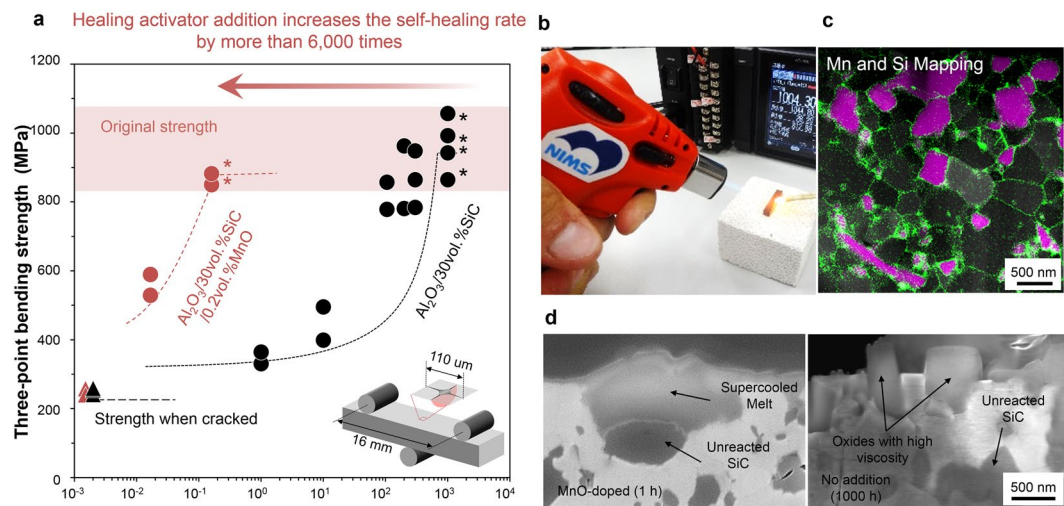 a
Healing activator addition increases the self-healing rate
by more than 6,000 times
Three-point bending strength (MPa)
1200
1000
800
600
400
200
0
10⁻³
10⁻²
10⁻¹
10⁰
10¹
10²
10³
10⁴
Original strength
*
*
*
*
*
*
Al₂O₃/30vol.%SiC
/0.2vol.%MnO
Al₂O₃/30vol.%SiC
Strength when cracked
110 um
16 mm
b
NIMS
1004.30
c
Mn and Si Mapping
500 nm
d
Supercooled
Melt
Unreacted
SiC
MnO-doped (1 h)
Unreacted
SiC
Oxides with high
viscosity
No addition
(1000 h)
500 nm